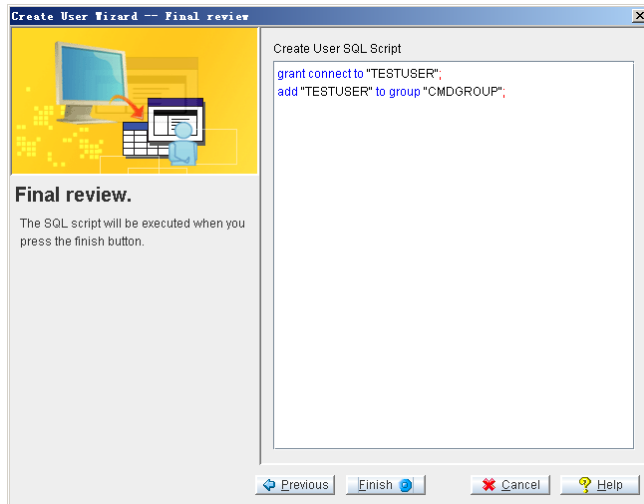 Create User Wizard -- Final review
Create User SQL Script
grant connect to "TESTUSER";
add "TESTUSER" to group "CMDGROUP";
Final review.
The SQL script will be executed when you
press the finish button.
Previous
Finish
Cancel
Help